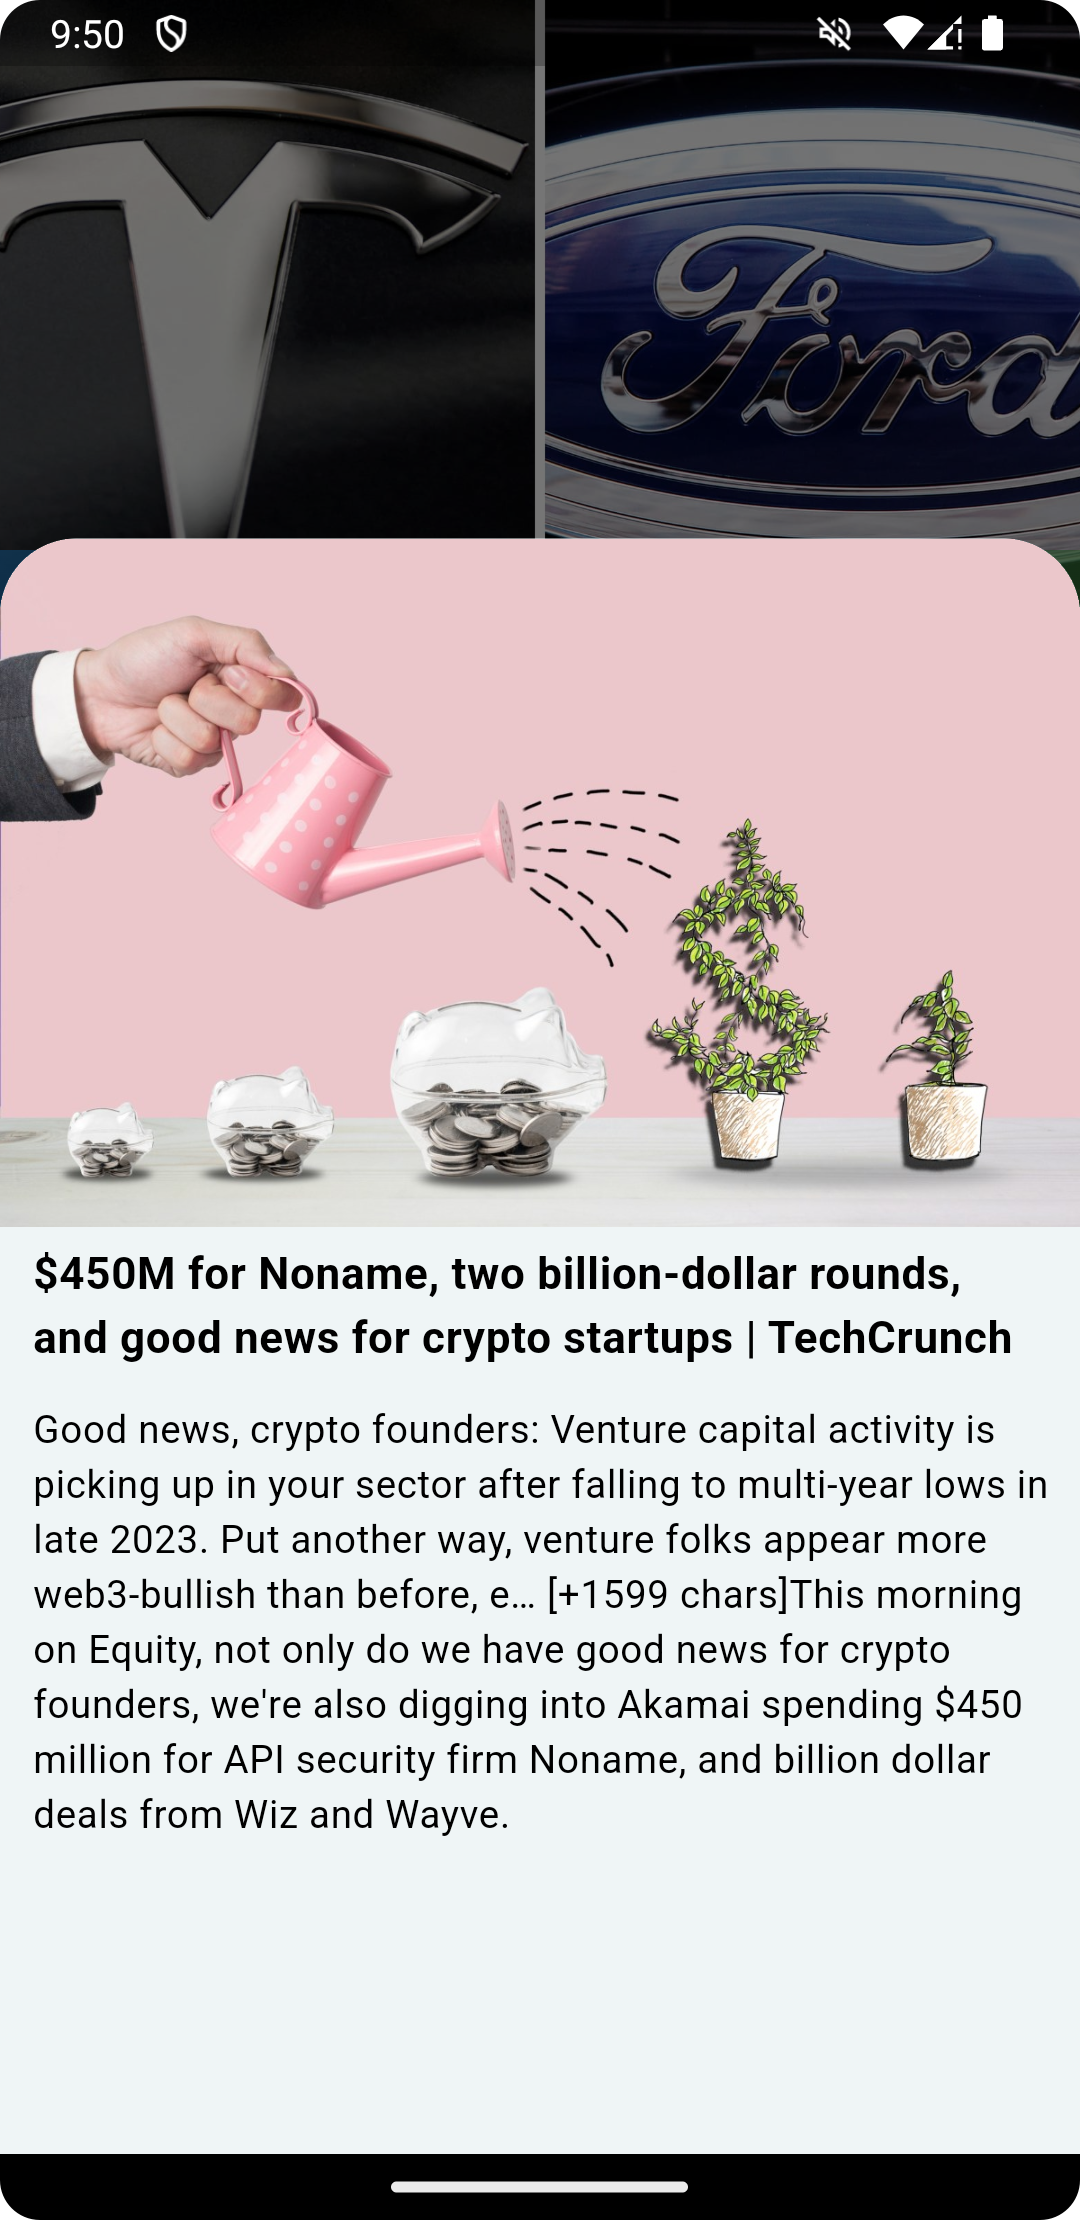 9:50
Ford
$450M for Noname, two billion-dollar rounds,
and good news for crypto startups | TechCrunch
Good news, crypto founders: Venture capital activity is
picking up in your sector after falling to multi-year lows in
late 2023. Put another way, venture folks appear more
web3-bullish than before, e… [+1599 chars]This morning
on Equity, not only do we have good news for crypto
founders, we're also digging into Akamai spending $450
million for API security firm Noname, and billion dollar
deals from Wiz and Wayve.